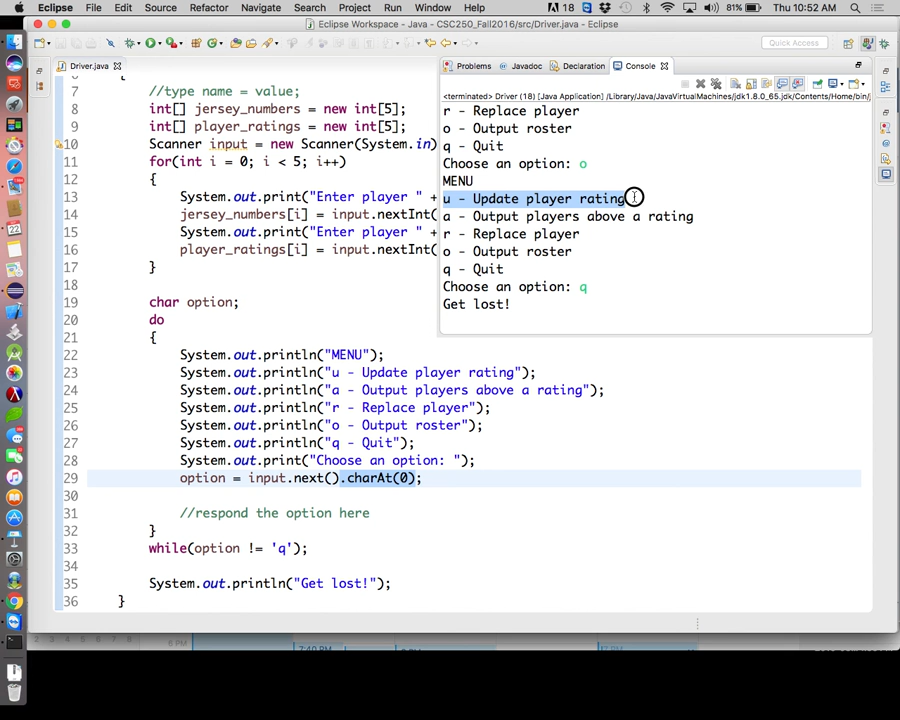 Eclipse File Edit Source Refactor Navigate Search Project Run Window Help 18 8% Thu 10:52 AM
Eclipse Workspace - Java - CSC250_Fall2016/src/Driver.java - Eclipse
Quick Access
Driver.java
Problems Javadoc Declaration Console
<terminated> Driver (18) [Java Application] /Library/Java/JavaVirtualMachines/jdk1.8.0_65.jdk/Contents/Home/bin/j
r - Replace player
o - Output roster
q - Quit
Choose an option: o
MENU
u - Update player rating
a - Output players above a rating
r - Replace player
o - Output roster
q - Quit
Choose an option: q
Get lost!
7 //type name = value;
8 int[] jersey_numbers = new int[5];
9 int[] player_ratings = new int[5];
10 Scanner input = new Scanner(System.in)
11 for(int i = 0; i < 5; i++)
12 {
13 System.out.print("Enter player " +
14 jersey_numbers[i] = input.nextInt(
15 System.out.print("Enter player " +
16 player_ratings[i] = input.nextInt(
17 }
18
19 char option;
20 do
21 {
22 System.out.println("MENU");
23 System.out.println("u - Update player rating");
24 System.out.println("a - Output players above a rating");
25 System.out.println("r - Replace player");
26 System.out.println("o - Output roster");
27 System.out.println("q - Quit");
28 System.out.print("Choose an option: ");
29 option = input.next().charAt(0);
30
31 //respond the option here
32 }
33 while(option != 'q');
34
35 System.out.println("Get lost!");
36 }